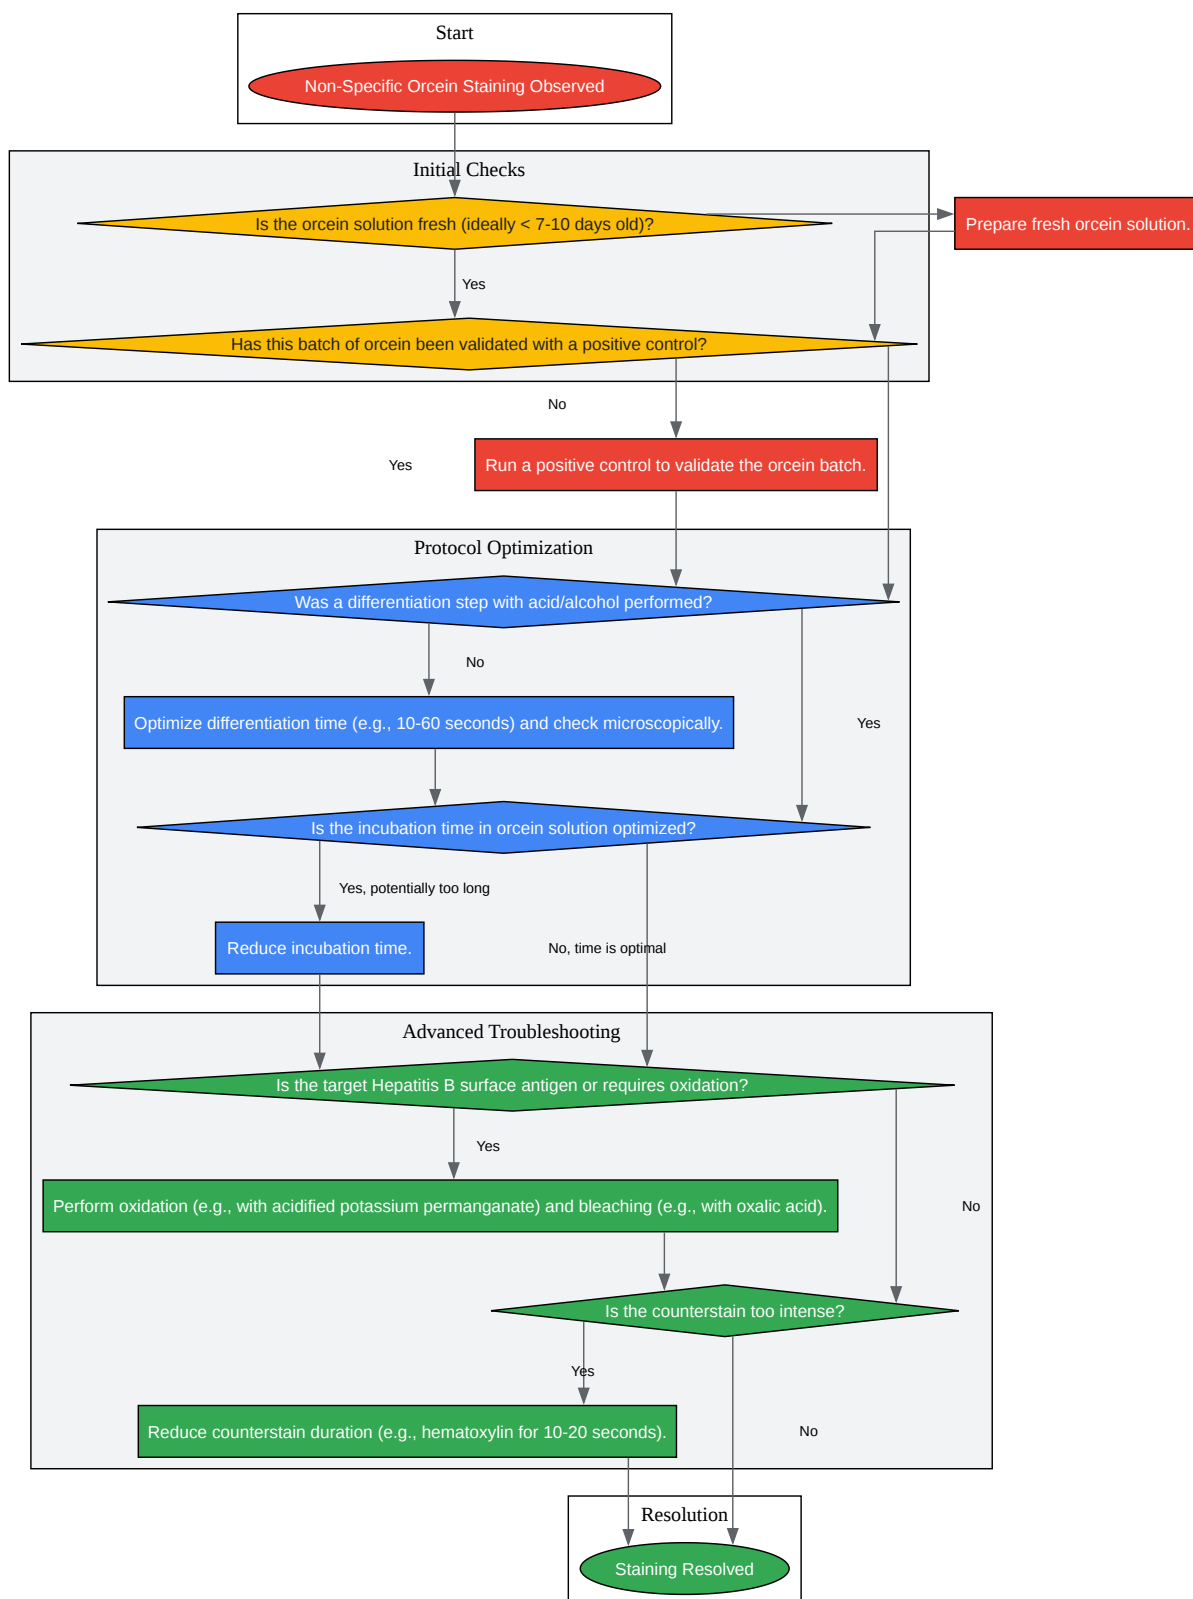 Start
Non-Specific Orcein Staining Observed
Initial Checks
Is the orcein solution fresh (ideally < 7-10 days old)?
Prepare fresh orcein solution.
Yes
Has this batch of orcein been validated with a positive control?
No
Yes
Run a positive control to validate the orcein batch.
Protocol Optimization
Was a differentiation step with acid/alcohol performed?
No
Optimize differentiation time (e.g., 10-60 seconds) and check microscopically.
Yes
Is the incubation time in orcein solution optimized?
Yes, potentially too long
Reduce incubation time.
No, time is optimal
Advanced Troubleshooting
Is the target Hepatitis B surface antigen or requires oxidation?
Yes
Perform oxidation (e.g., with acidified potassium permanganate) and bleaching (e.g., with oxalic acid).
No
Is the counterstain too intense?
Yes
Reduce counterstain duration (e.g., hematoxylin for 10-20 seconds).
No
Resolution
Staining Resolved